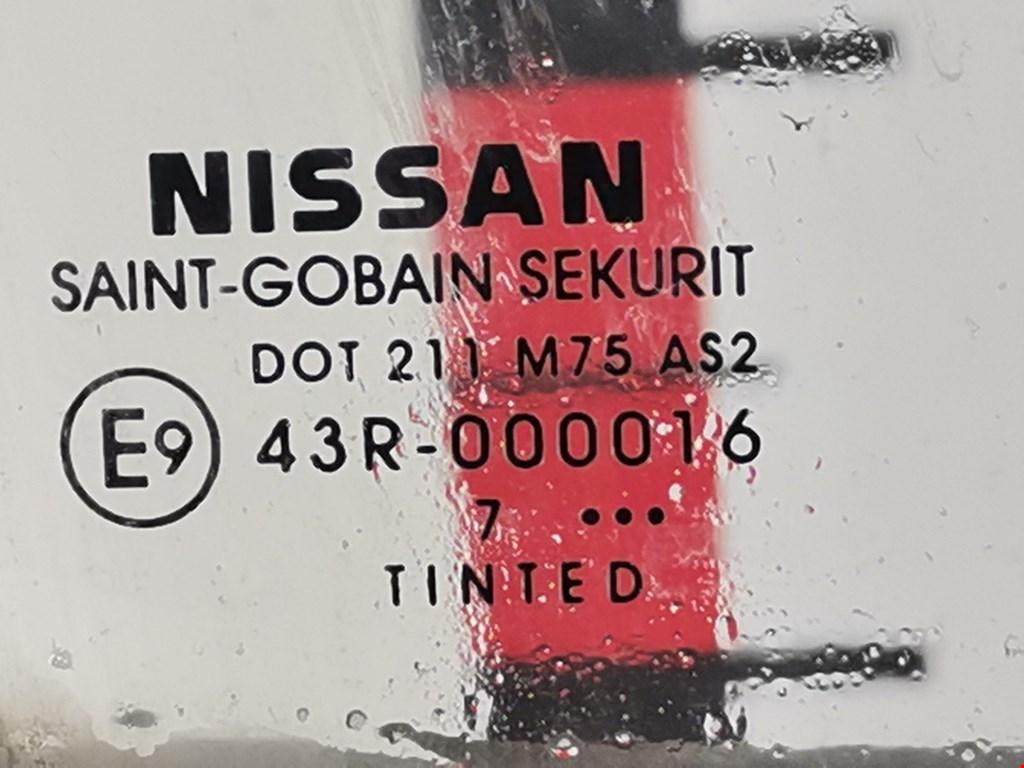 NISSAN
SAINT-GOBAIN SEKURIT
DOT 211 M75 AS2
E9 43R-000016
7 •••
TINTED